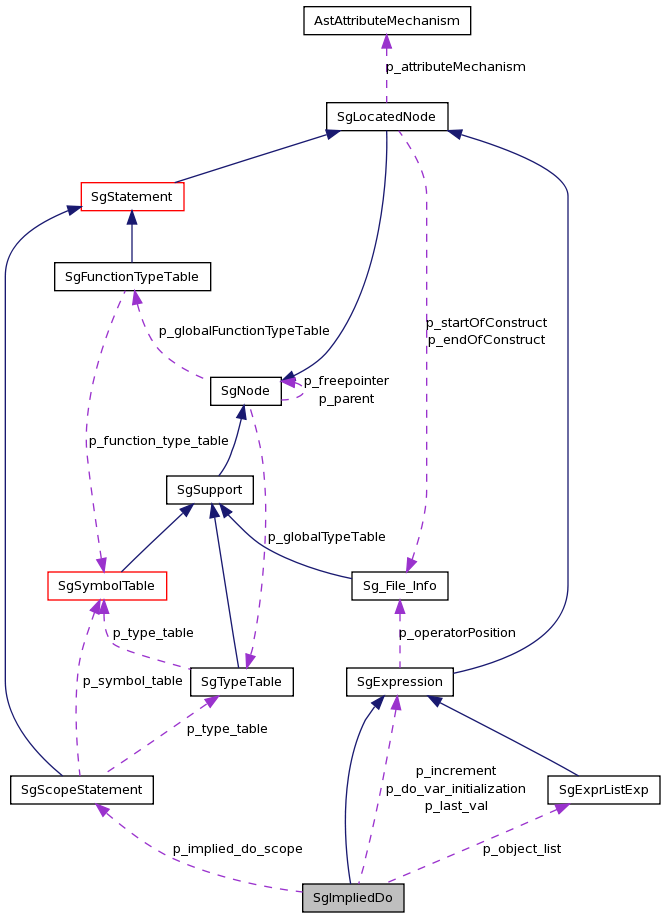 AstAttributeMechanism
p_attributeMechanism
SgLocatedNode
SgStatement
SgFunctionTypeTable
p_startOfConstruct
p_endOfConstruct
p_globalFunctionTypeTable
SgNode
p_freepointer
p_parent
p_function_type_table
SgSupport
p_globalTypeTable
SgSymbolTable
Sg_File_Info
p_type_table
p_operatorPosition
p_symbol_table
SgTypeTable
SgExpression
p_type_table
p_increment
p_do_var_initialization
p_last_val
SgScopeStatement
SgExprListExp
p_implied_do_scope
p_object_list
SgImpliedDo